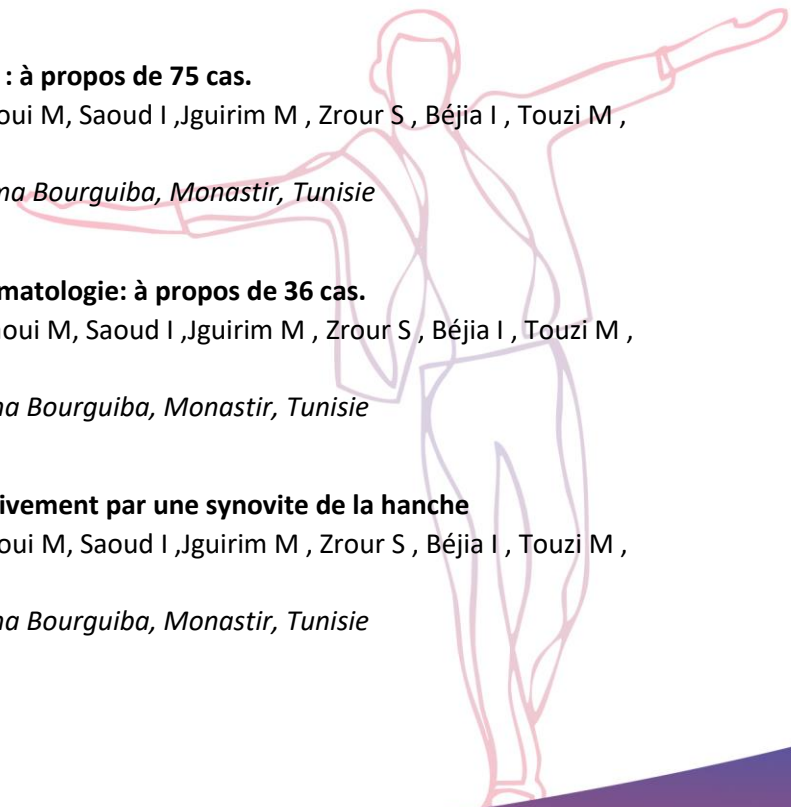 : à propos de 75 cas.
oui M, Saoud I ,Jguirim M , Zrour S , Béjia I , Touzi M ,
na Bourguiba, Monastir, Tunisie
matologie: à propos de 36 cas.
noui M, Saoud I ,Jguirim M , Zrour S , Béjia I , Touzi M ,
na Bourguiba, Monastir, Tunisie
ivement par une synovite de la hanche
oui M, Saoud I ,Jguirim M , Zrour S , Béjia I , Touzi M ,
na Bourguiba, Monastir, Tunisie